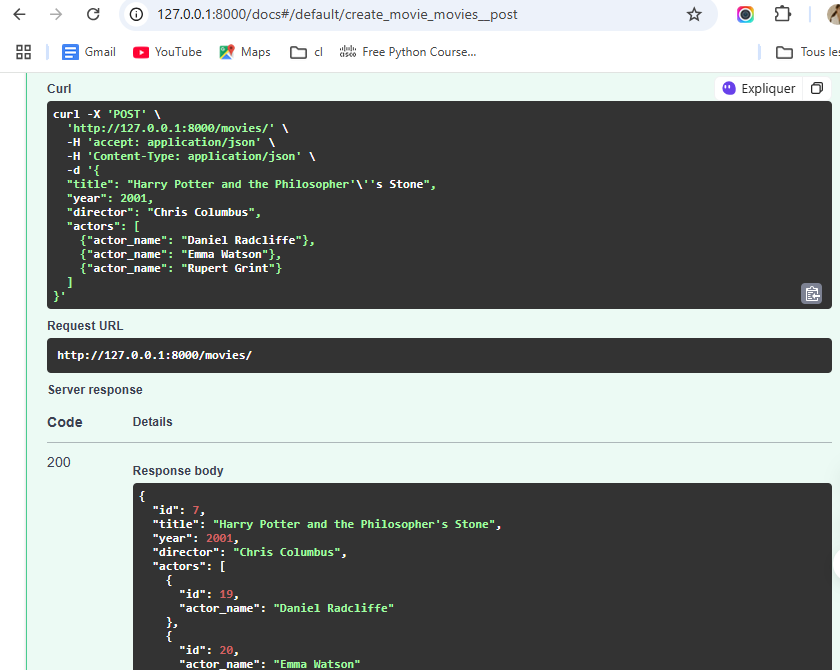 127.0.0.1:8000/docs#/default/create_movie_movies__post
Gmail YouTube Maps cl Free Python Course... Tous les
Curl
Expliquer
curl -X 'POST' \
  'http://127.0.0.1:8000/movies/' \
  -H 'accept: application/json' \
  -H 'Content-Type: application/json' \
  -d '{
  "title": "Harry Potter and the Philosopher'\''s Stone",
  "year": 2001,
  "director": "Chris Columbus",
  "actors": [
    {"actor_name": "Daniel Radcliffe"},
    {"actor_name": "Emma Watson"},
    {"actor_name": "Rupert Grint"}
  ]
}'
Request URL
http://127.0.0.1:8000/movies/
Server response
Code Details
200
Response body
{
  "id": 7,
  "title": "Harry Potter and the Philosopher's Stone",
  "year": 2001,
  "director": "Chris Columbus",
  "actors": [
    {
      "id": 19,
      "actor_name": "Daniel Radcliffe"
    },
    {
      "id": 20,
      "actor_name": "Emma Watson"